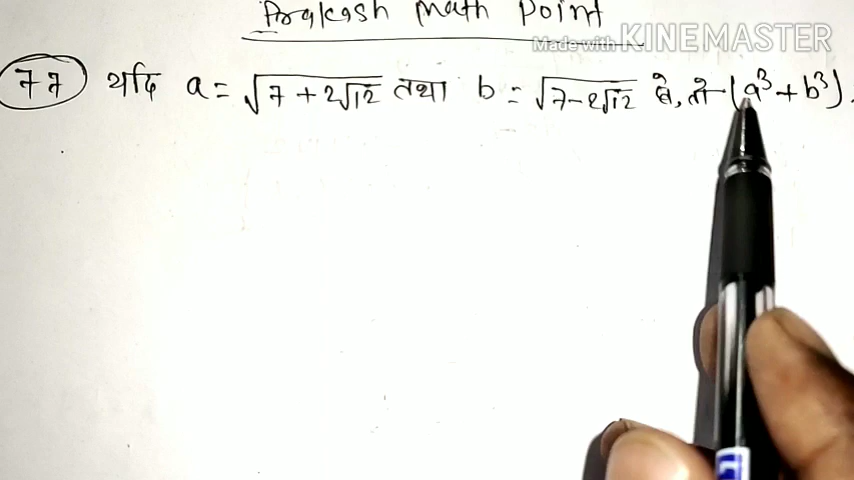 Prakash Math Point
Made with KINEMASTER
77 यदि a = √7 + 2√12 तथा b = √7 - 2√12 है, तो (a³ + b³).